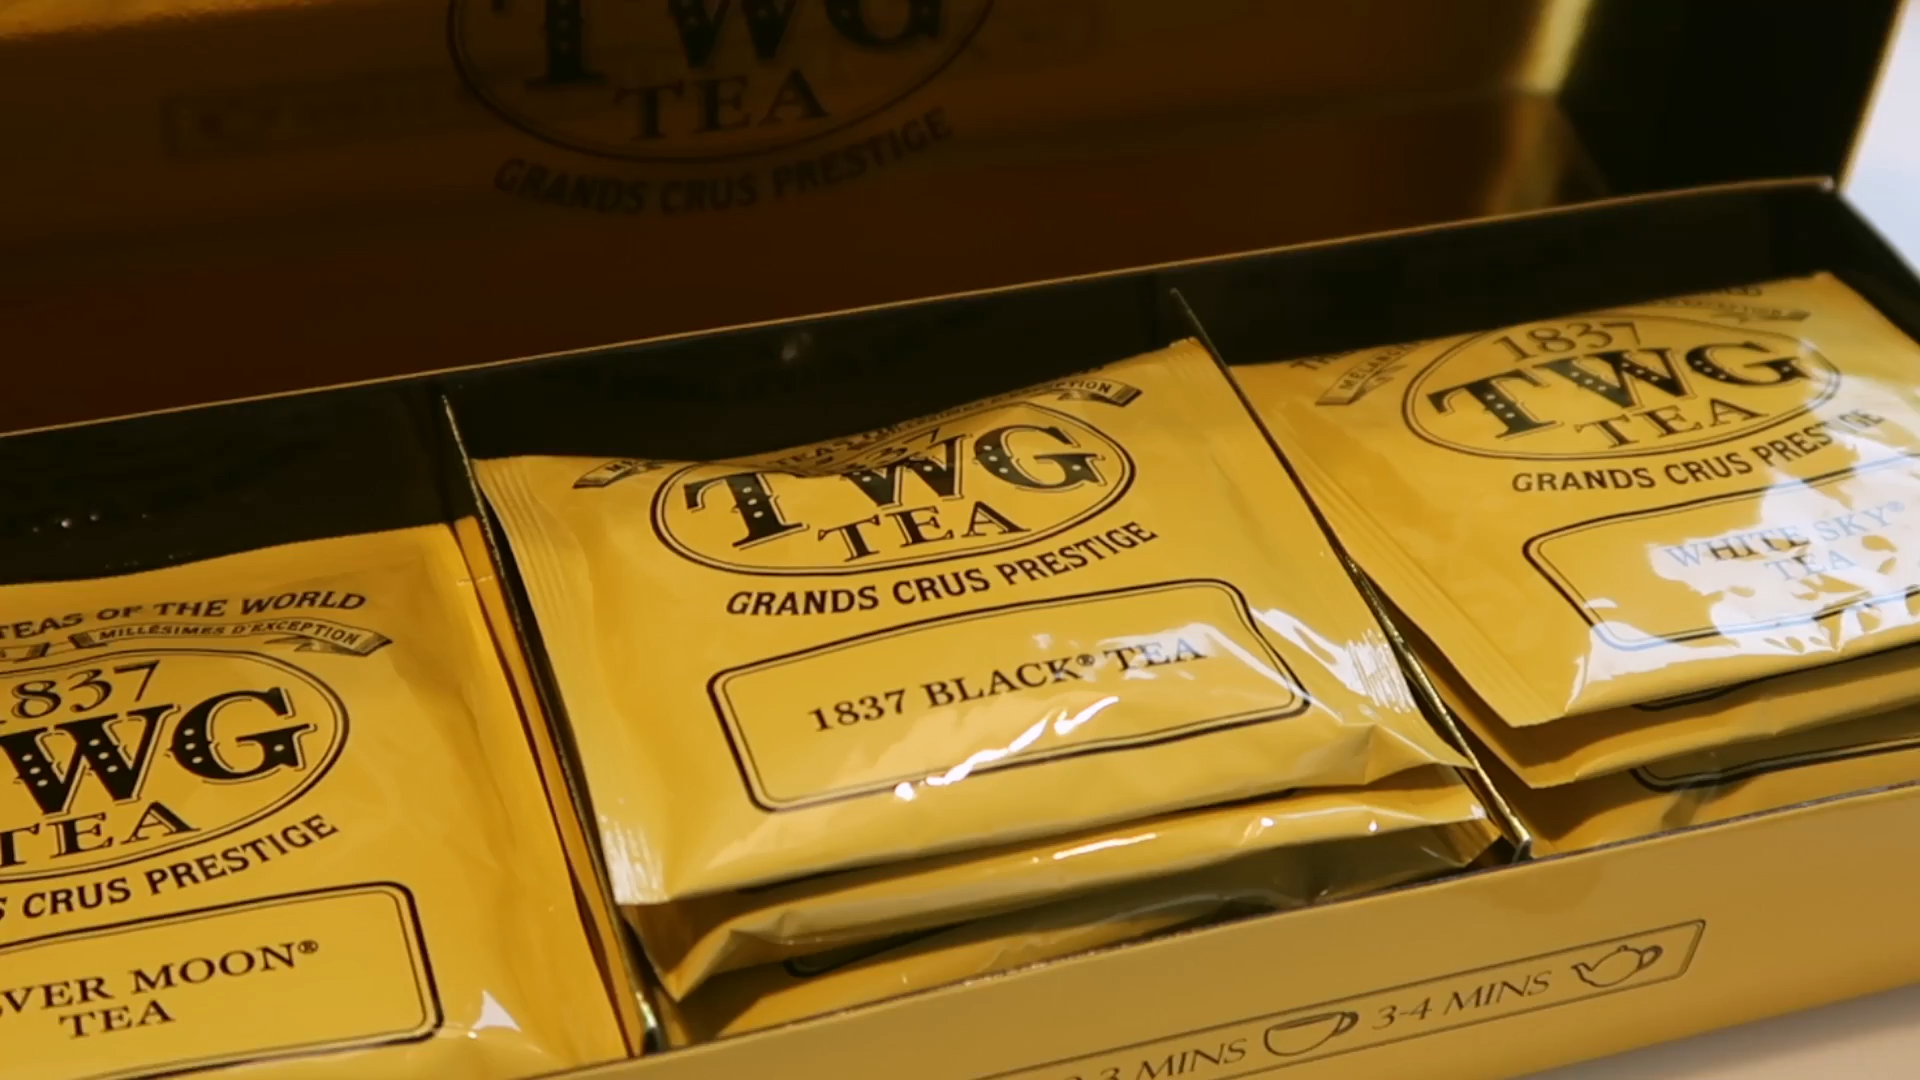 TWG
TEA
GRANDS CRUS PRESTIGE
TEAS OF THE WORLD
MILLÉSIMES D'EXCEPTION
1837
TWG
TEA
CRUS PRESTIGE
VER MOON®
TEA
TWG
TEA
GRANDS CRUS PRESTIGE
1837 BLACK® TEA
1837
TWG
TEA
GRANDS CRUS PRESTIGE
WHITE SKY®
TEA
3 MINS 3-4 MINS